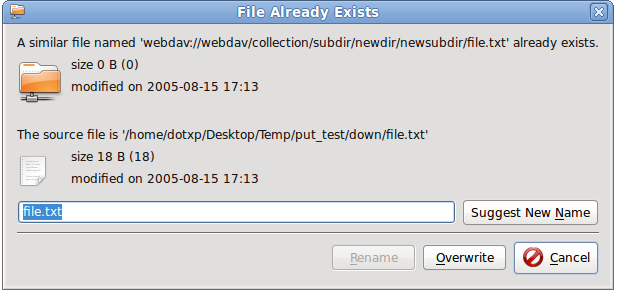 File Already Exists
A similar file named 'webdav://webdav/collection/subdir/newdir/newsubdir/file.txt' already exists.
size 0 B (0)
modified on 2005-08-15 17:13
The source file is '/home/dotxp/Desktop/Temp/put_test/down/file.txt'
size 18 B (18)
modified on 2005-08-15 17:13
file.txt
Suggest New Name
Rename
Overwrite
Cancel